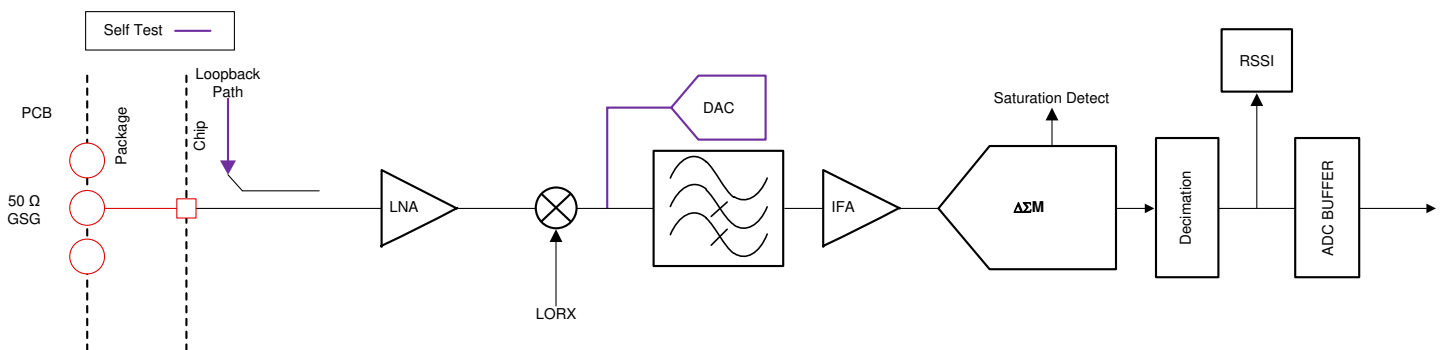 Self Test
Loopback
Path
PCB
Package
Chip
50 Ω
GSG
LNA
LORX
DAC
IFA
Saturation Detect
ΔΣM
Decimation
RSSI
ADC BUFFER